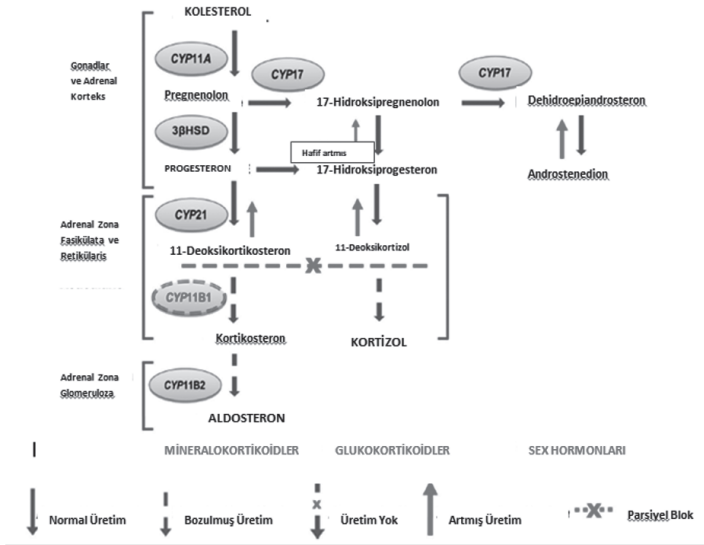 KOLESTEROL
Gonadlar
ve Adrenal
Korteks
CYP11A
CYP17
CYP17
Pregnenolon
17-Hidroksipregnenolon
Dehidroepiandrosteron
3βHSD
Hafif artmıs
PROGESTERON
17-Hidroksiprogesteron
Androstenedion
Adrenal Zona
Fasikülata ve
Retikülaris
CYP21
11-Deoksikortikosteron
11-Deoksikortizol
CYP11B1
Kortikosteron
KORTİZOL
Adrenal Zona
Glomeruloza
CYP11B2
ALDOSTERON
MİNERALOKORTİKOİDLER
GLUKOKORTİKOİDLER
SEX HORMONLARI
Normal Üretim
Bozulmuş Üretim
Üretim Yok
Artmış Üretim
Parsiyel Blok